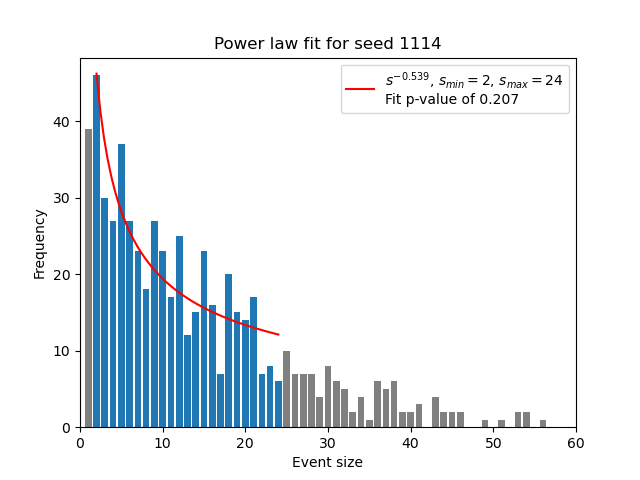 Power law fit for seed 1114
s^{-0.539}, s_{min} = 2, s_{max} = 24
Fit p-value of 0.207
Frequency
40
30
20
10
0
0 10 20 30 40 50 60
Event size